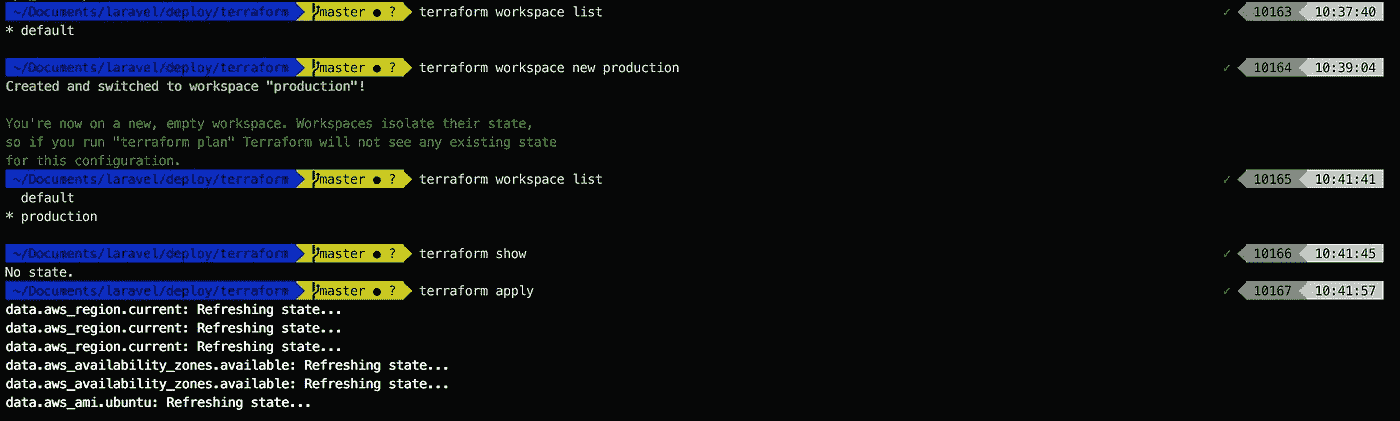 ~/Documents/laravel/deploy/terraform master ● ? terraform workspace list ✓ 10163 10:37:40
* default
~/Documents/laravel/deploy/terraform master ● ? terraform workspace new production ✓ 10164 10:39:04
Created and switched to workspace "production"!
You're now on a new, empty workspace. Workspaces isolate their state,
so if you run "terraform plan" Terraform will not see any existing state
for this configuration.
~/Documents/laravel/deploy/terraform master ● ? terraform workspace list ✓ 10165 10:41:41
default
* production
~/Documents/laravel/deploy/terraform master ● ? terraform show ✓ 10166 10:41:45
No state.
~/Documents/laravel/deploy/terraform master ● ? terraform apply ✓ 10167 10:41:57
data.aws_region.current: Refreshing state...
data.aws_region.current: Refreshing state...
data.aws_region.current: Refreshing state...
data.aws_availability_zones.available: Refreshing state...
data.aws_availability_zones.available: Refreshing state...
data.aws_ami.ubuntu: Refreshing state...